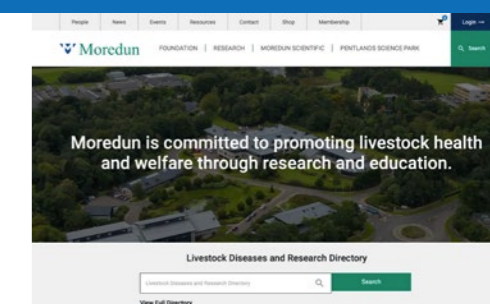 People News Events Resources Contact Shop Membership Login
Moredun FOUNDATION | RESEARCH | MOREDUN SCIENTIFIC | PENTLANDS SCIENCE PARK Search
Moredun is committed to promoting livestock health
and welfare through research and education.
Livestock Diseases and Research Directory
Livestock Diseases and Research Directory Search
View Full Directory